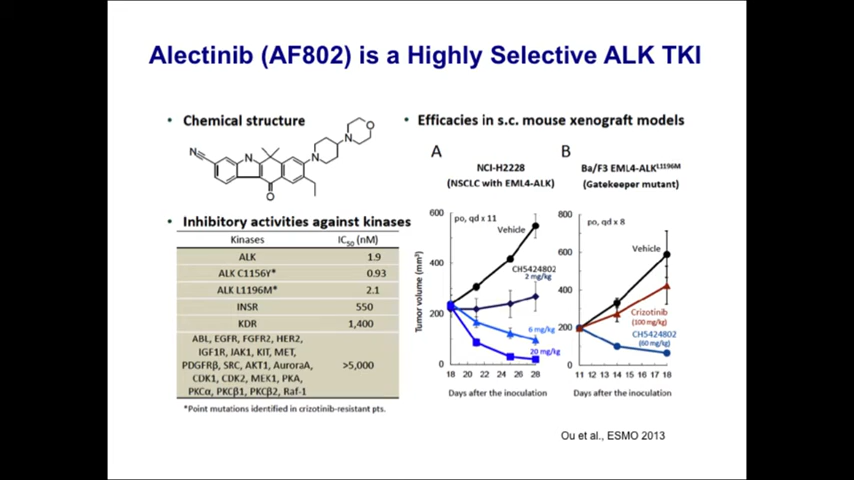 Alectinib (AF802) is a Highly Selective ALK TKI
• Chemical structure
N
N
N
N
O
O
• Inhibitory activities against kinases
Kinases IC50 (nM)
ALK 1.9
ALK C1156Y* 0.93
ALK L1196M* 2.1
INSR 550
KDR 1,400
ABL, EGFR, FGFR2, HER2,
IGF1R, JAK1, KIT, MET,
PDGFRβ, SRC, AKT1, AuroraA, >5,000
CDK1, CDK2, MEK1, PKA,
PKCα, PKCβ1, PKCβ2, Raf-1
*Point mutations identified in crizotinib-resistant pts.
• Efficacies in s.c. mouse xenograft models
A
NCI-H2228
(NSCLC with EML4-ALK)
po, qd x 11
Vehicle
CH5424802
2 mg/kg
6 mg/kg
20 mg/kg
Tumor volume (mm3)
600
400
200
0
18 20 22 24 26 28
Days after the inoculation
B
Ba/F3 EML4-ALKL1196M
(Gatekeeper mutant)
po, qd x 8
Vehicle
Crizotinib
(100 mg/kg)
CH5424802
(60 mg/kg)
800
600
400
200
0
11 12 13 14 15 16 17 18
Days after the inoculation
Ou et al., ESMO 2013